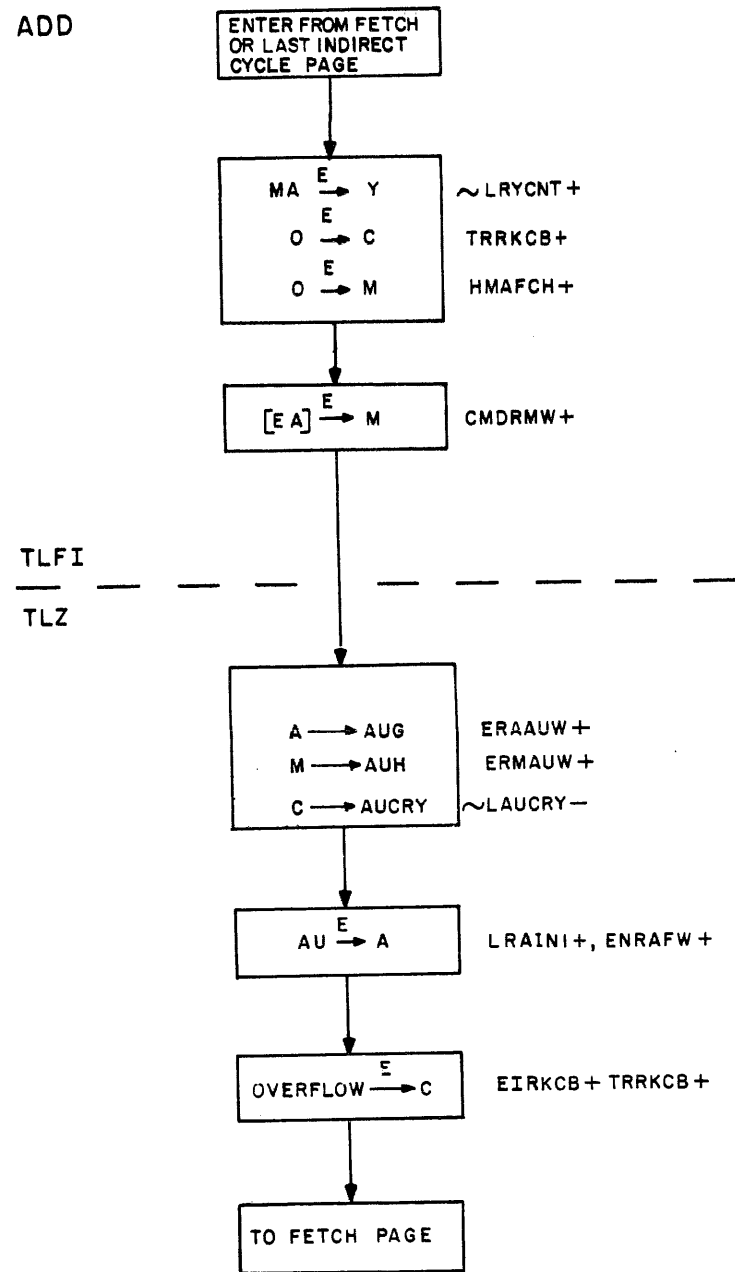 ADD
ENTER FROM FETCH
OR LAST INDIRECT
CYCLE PAGE
MA E→ Y ~LRYCNT+
O E→ C TRRKCB+
O E→ M HMAFCH+
[EA] E→ M CMDRMW+
TLFI
TLZ
A → AUG ERAAUW+
M → AUH ERMAUW+
C → AUCRY ~LAUCRY−
AU E→ A LRAINI+, ENRAFW+
OVERFLOW E→ C EIRKCB+ TRRKCB+
TO FETCH PAGE